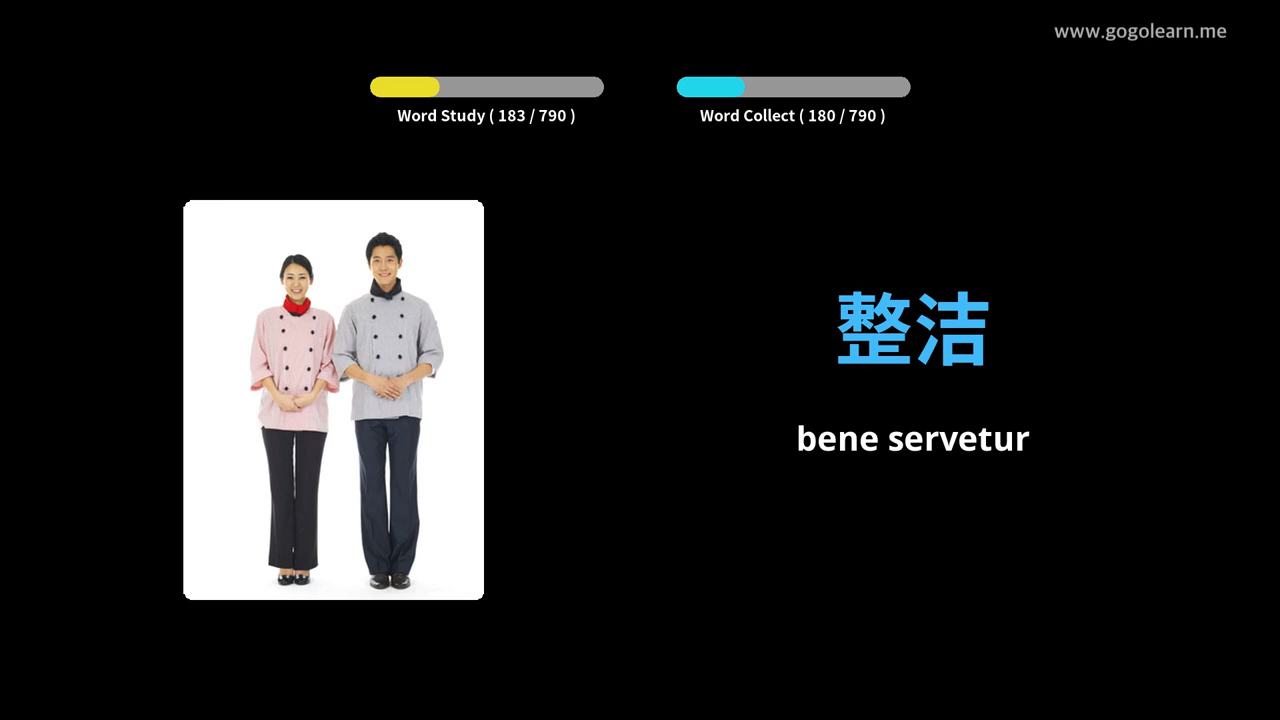 www.gogolearn.me
Word Study ( 183 / 790 )
Word Collect ( 180 / 790 )
整洁
bene servetur